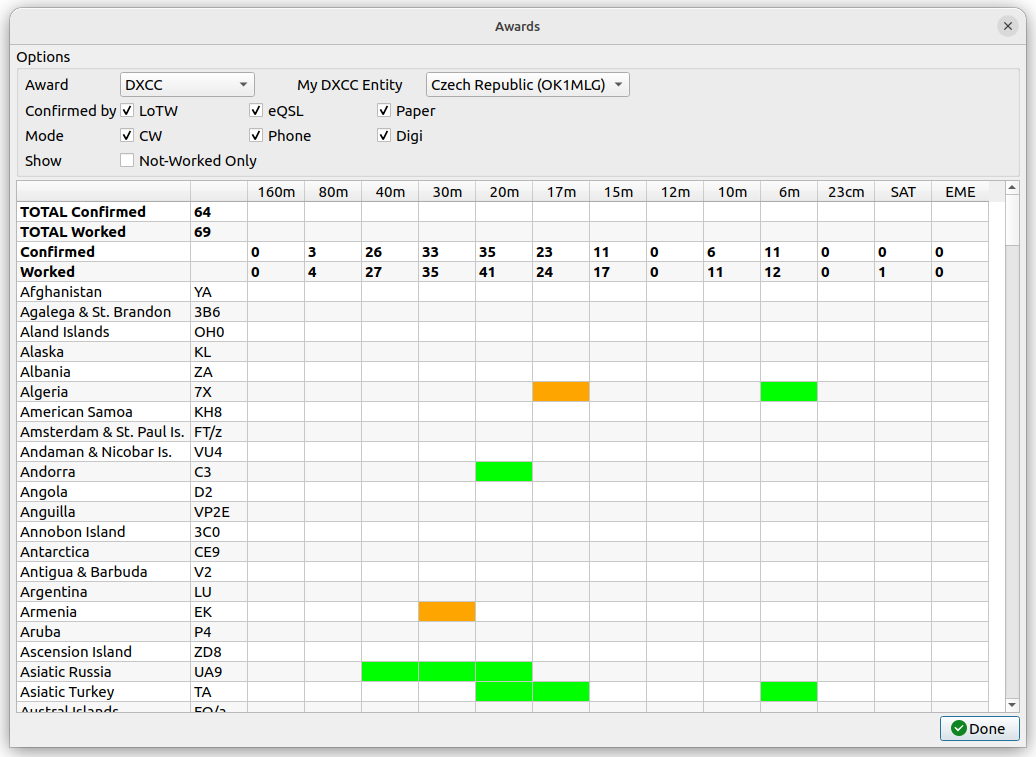 Awards
Options
Award DXCC My DXCC Entity Czech Republic (OK1MLG)
Confirmed by LoTW eQSL Paper
Mode CW Phone Digi
Show Not-Worked Only
160m 80m 40m 30m 20m 17m 15m 12m 10m 6m 23cm SAT EME
TOTAL Confirmed 64
TOTAL Worked 69
Confirmed 0 3 26 33 35 23 11 0 6 11 0 0 0
Worked 0 4 27 35 41 24 17 0 11 12 0 1 0
Afghanistan YA
Agalega & St. Brandon 3B6
Aland Islands OH0
Alaska KL
Albania ZA
Algeria 7X
American Samoa KH8
Amsterdam & St. Paul Is. FT/z
Andaman & Nicobar Is. VU4
Andorra C3
Angola D2
Anguilla VP2E
Annobon Island 3C0
Antarctica CE9
Antigua & Barbuda V2
Argentina LU
Armenia EK
Aruba P4
Ascension Island ZD8
Asiatic Russia UA9
Asiatic Turkey TA
Austral Islands FO/a
Done